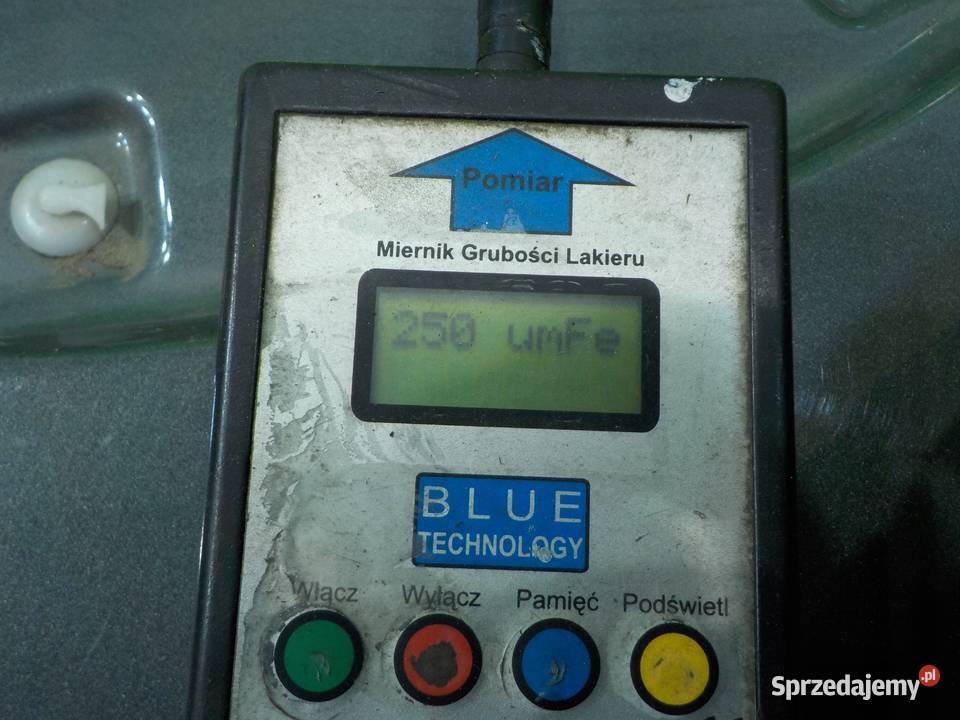 Pomiar
Miernik Grubości Lakieru
250 umFe
BLUE
TECHNOLOGY
Włącz Wyłącz Pamięć Podświetl
Sprzedajemy.pl